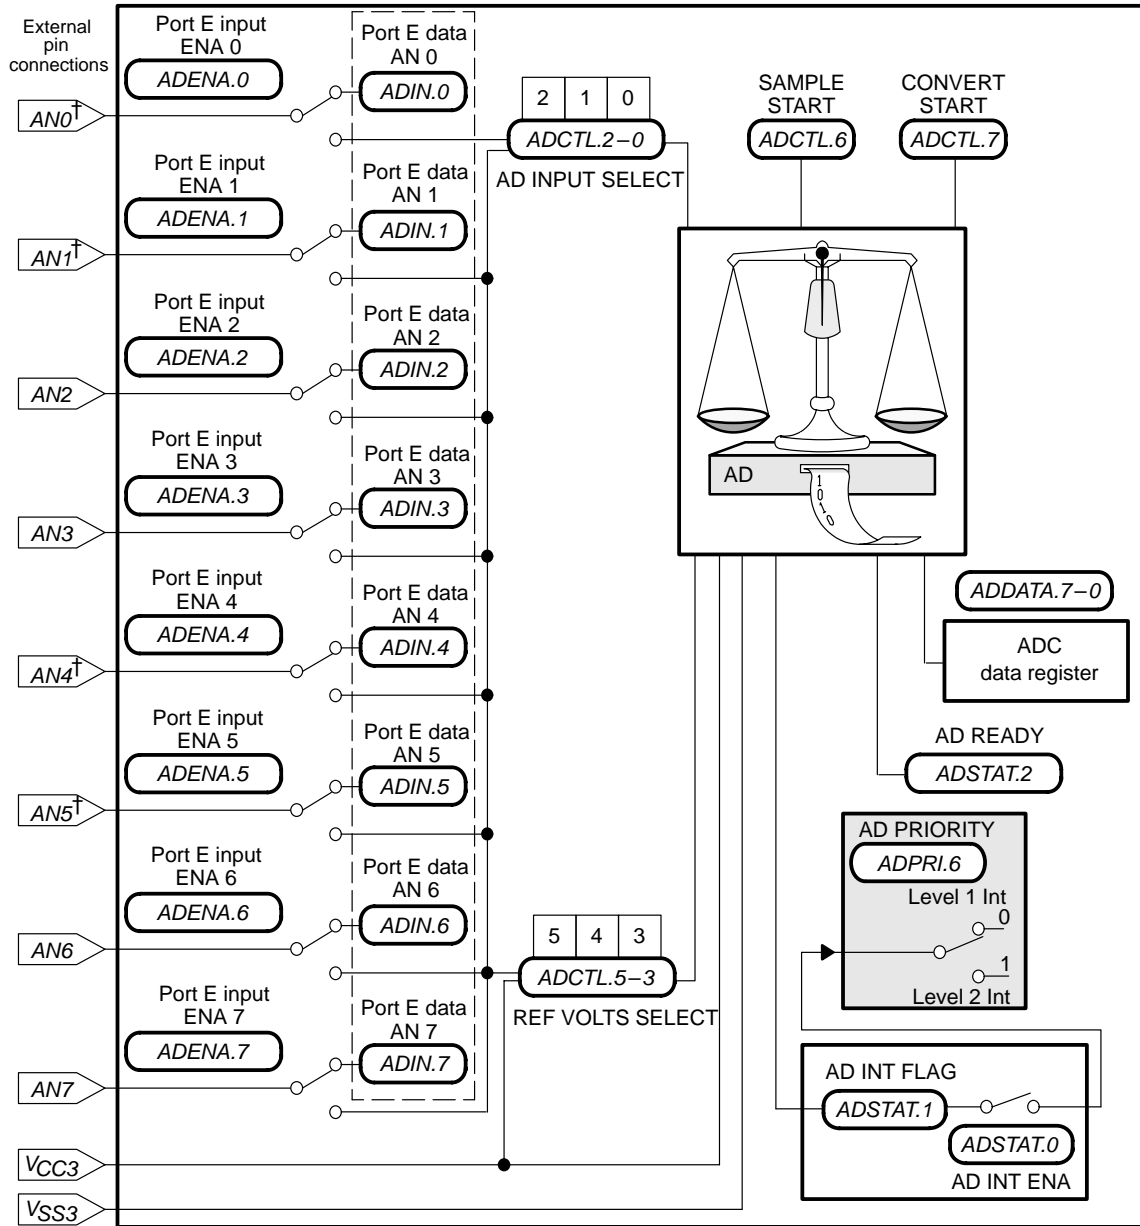 External
pin
connections
Port E input
ENA 0
ADENA.0
Port E data
AN 0
ADIN.0
AN0†
2 1 0
ADCTL.2–0
AD INPUT SELECT
SAMPLE
START
ADCTL.6
CONVERT
START
ADCTL.7
Port E input
ENA 1
ADENA.1
Port E data
AN 1
ADIN.1
AN1†
Port E input
ENA 2
ADENA.2
Port E data
AN 2
ADIN.2
AN2
Port E input
ENA 3
ADENA.3
Port E data
AN 3
ADIN.3
AN3
AD
1
0
1
0
Port E input
ENA 4
ADENA.4
Port E data
AN 4
ADIN.4
AN4†
ADDATA.7–0
ADC
data register
AD READY
ADSTAT.2
Port E input
ENA 5
ADENA.5
Port E data
AN 5
ADIN.5
AN5†
AD PRIORITY
ADPRI.6
Level 1 Int
0
1
Level 2 Int
Port E input
ENA 6
ADENA.6
Port E data
AN 6
ADIN.6
AN6
5 4 3
ADCTL.5–3
REF VOLTS SELECT
Port E input
ENA 7
ADENA.7
Port E data
AN 7
ADIN.7
AN7
AD INT FLAG
ADSTAT.1
ADSTAT.0
AD INT ENA
VCC3
VSS3